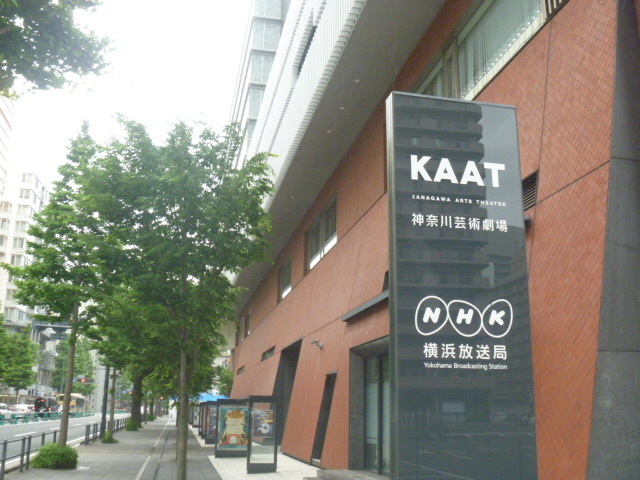 KAAT
KANAGAWA ARTS THEATRE
神奈川芸術劇場
NHK
横浜放送局
Yokohama Broadcasting Station